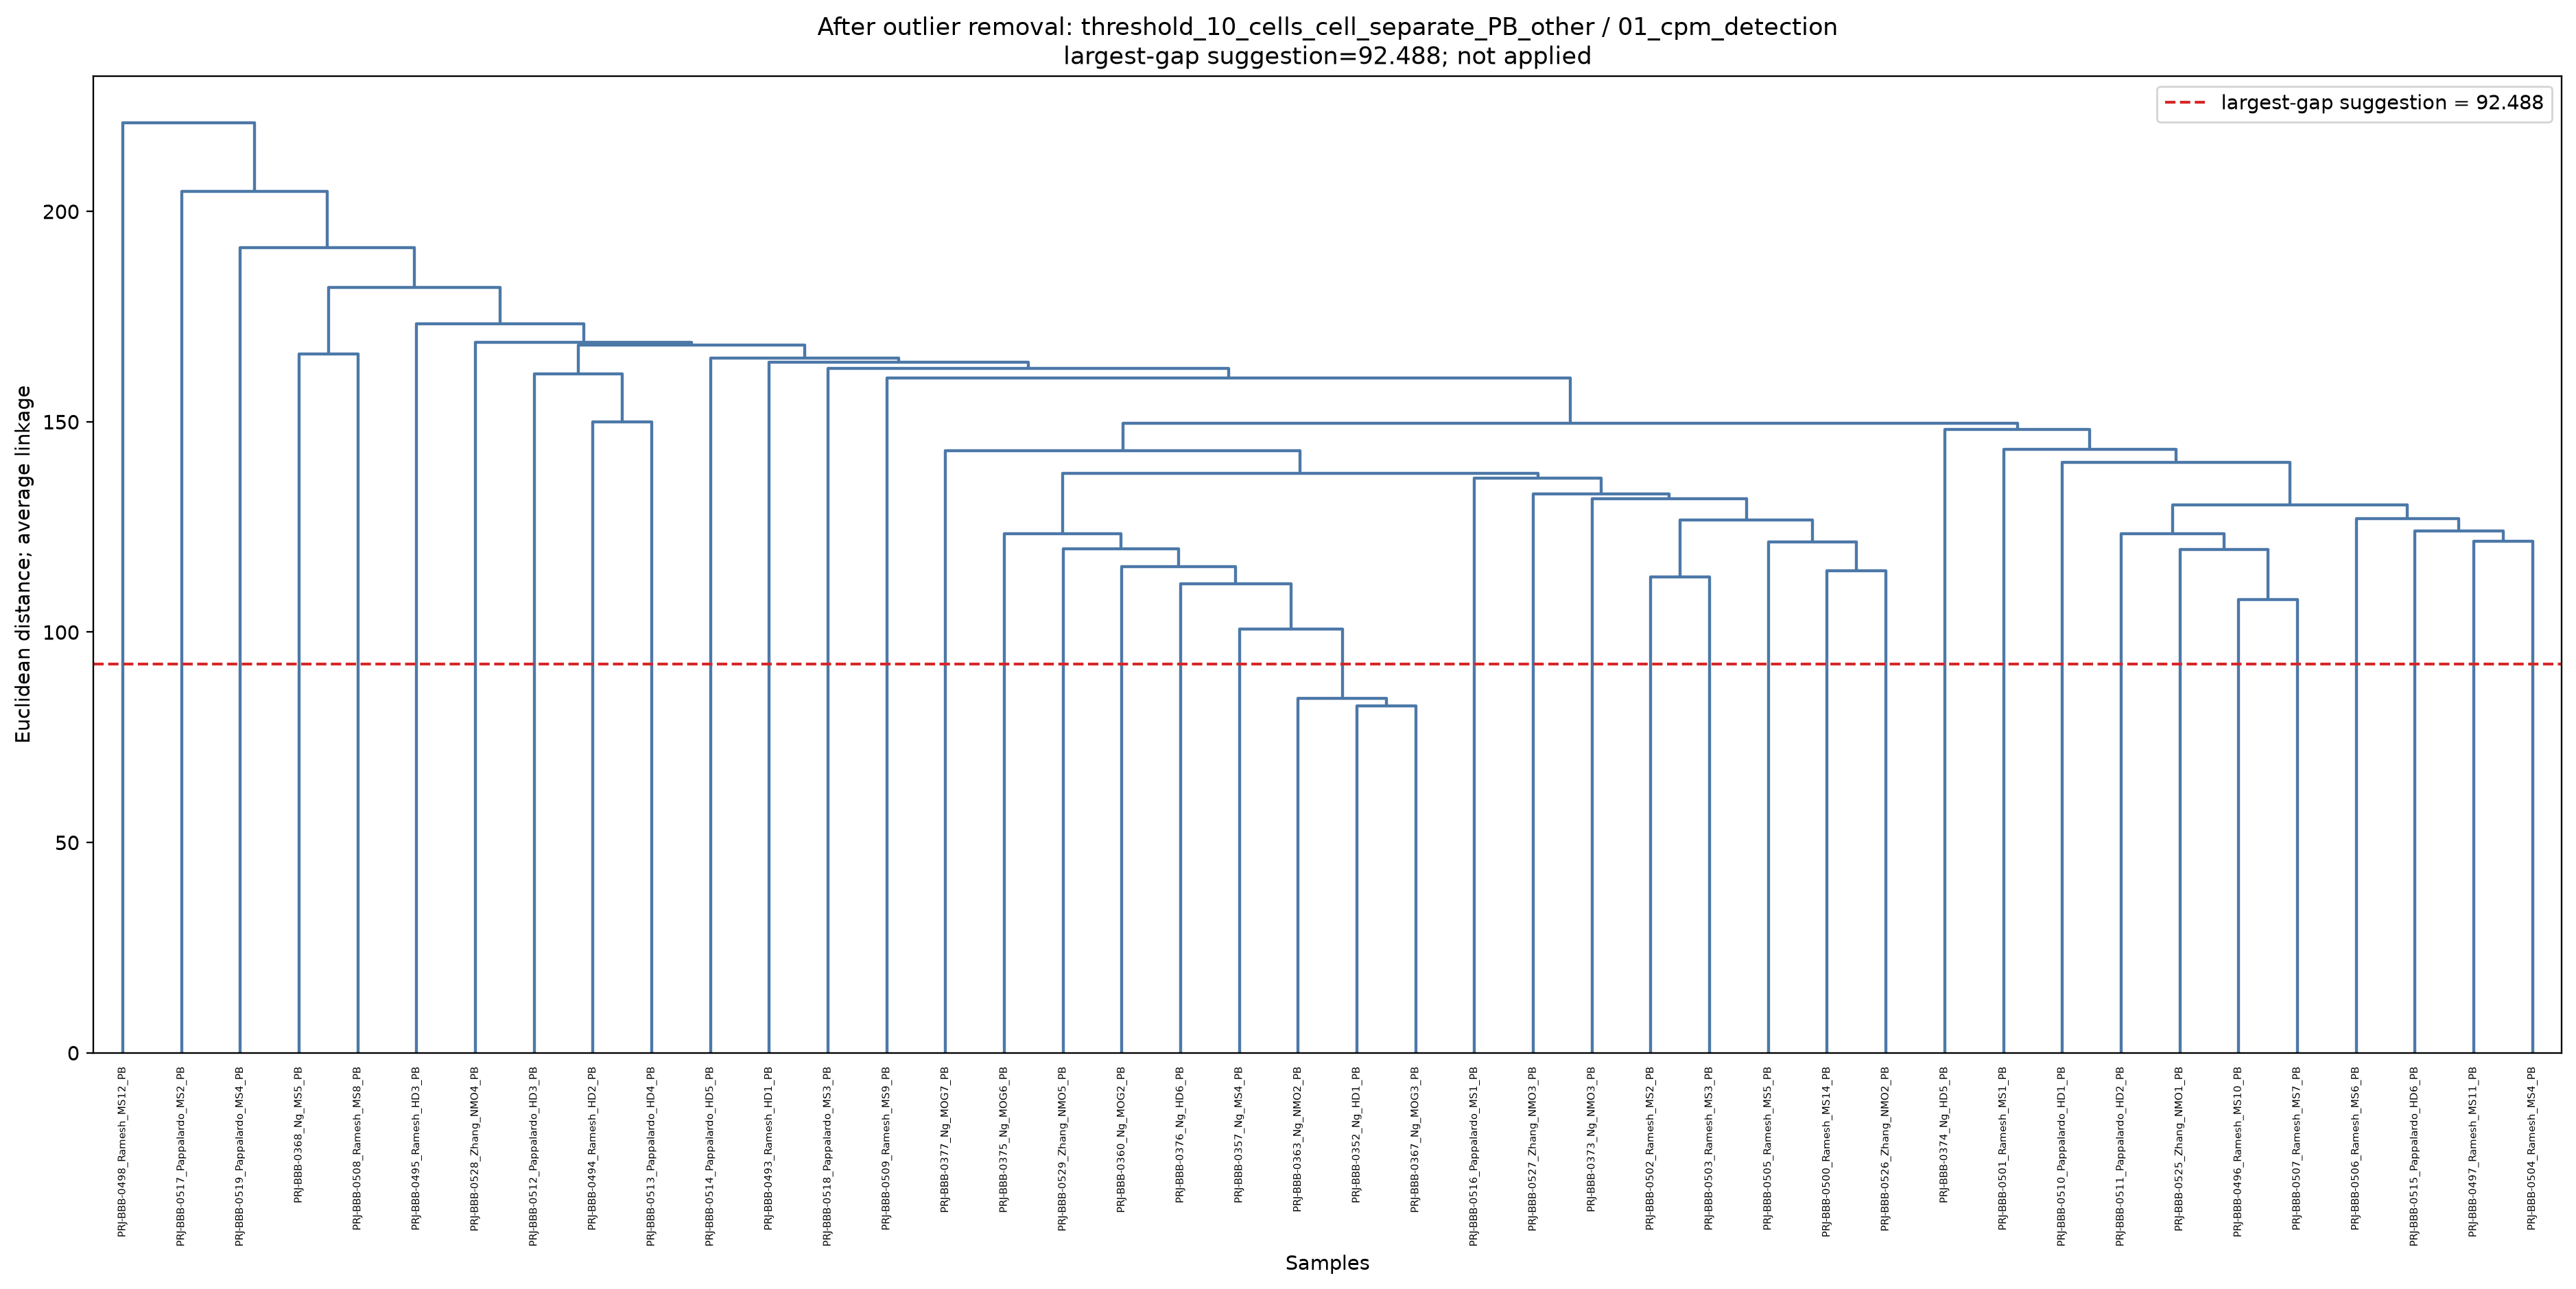 After outlier removal: threshold_10_cells_cell_separate_PB_other / 01_cpm_detection
largest-gap suggestion=92.488; not applied
largest-gap suggestion = 92.488
Euclidean distance; average linkage
200
150
100
50
0
PRJ-BBB-0498_Ramesh_MS12_PB
PRJ-BBB-0517_Pappalardo_MS2_PB
PRJ-BBB-0519_Pappalardo_MS4_PB
PRJ-BBB-0368_Ng_MS5_PB
PRJ-BBB-0508_Ramesh_MS8_PB
PRJ-BBB-0495_Ramesh_HD3_PB
PRJ-BBB-0528_Zhang_NMO4_PB
PRJ-BBB-0512_Pappalardo_HD3_PB
PRJ-BBB-0494_Ramesh_HD2_PB
PRJ-BBB-0513_Pappalardo_HD4_PB
PRJ-BBB-0514_Pappalardo_HD5_PB
PRJ-BBB-0493_Ramesh_HD1_PB
PRJ-BBB-0518_Pappalardo_MS3_PB
PRJ-BBB-0509_Ramesh_MS9_PB
PRJ-BBB-0377_Ng_MOG7_PB
PRJ-BBB-0375_Ng_MOG6_PB
PRJ-BBB-0529_Zhang_NMO5_PB
PRJ-BBB-0360_Ng_MOG2_PB
PRJ-BBB-0376_Ng_HD6_PB
PRJ-BBB-0357_Ng_MS4_PB
PRJ-BBB-0363_Ng_NMO2_PB
PRJ-BBB-0352_Ng_HD1_PB
PRJ-BBB-0367_Ng_MOG3_PB
PRJ-BBB-0516_Pappalardo_MS1_PB
PRJ-BBB-0527_Zhang_NMO3_PB
PRJ-BBB-0373_Ng_NMO3_PB
PRJ-BBB-0502_Ramesh_MS2_PB
PRJ-BBB-0503_Ramesh_MS3_PB
PRJ-BBB-0505_Ramesh_MS5_PB
PRJ-BBB-0500_Ramesh_MS14_PB
PRJ-BBB-0526_Zhang_NMO2_PB
PRJ-BBB-0374_Ng_HD5_PB
PRJ-BBB-0501_Ramesh_MS1_PB
PRJ-BBB-0510_Pappalardo_HD1_PB
PRJ-BBB-0511_Pappalardo_HD2_PB
PRJ-BBB-0525_Zhang_NMO1_PB
PRJ-BBB-0496_Ramesh_MS10_PB
PRJ-BBB-0507_Ramesh_MS7_PB
PRJ-BBB-0506_Ramesh_MS6_PB
PRJ-BBB-0515_Pappalardo_HD6_PB
PRJ-BBB-0497_Ramesh_MS11_PB
PRJ-BBB-0504_Ramesh_MS4_PB
Samples